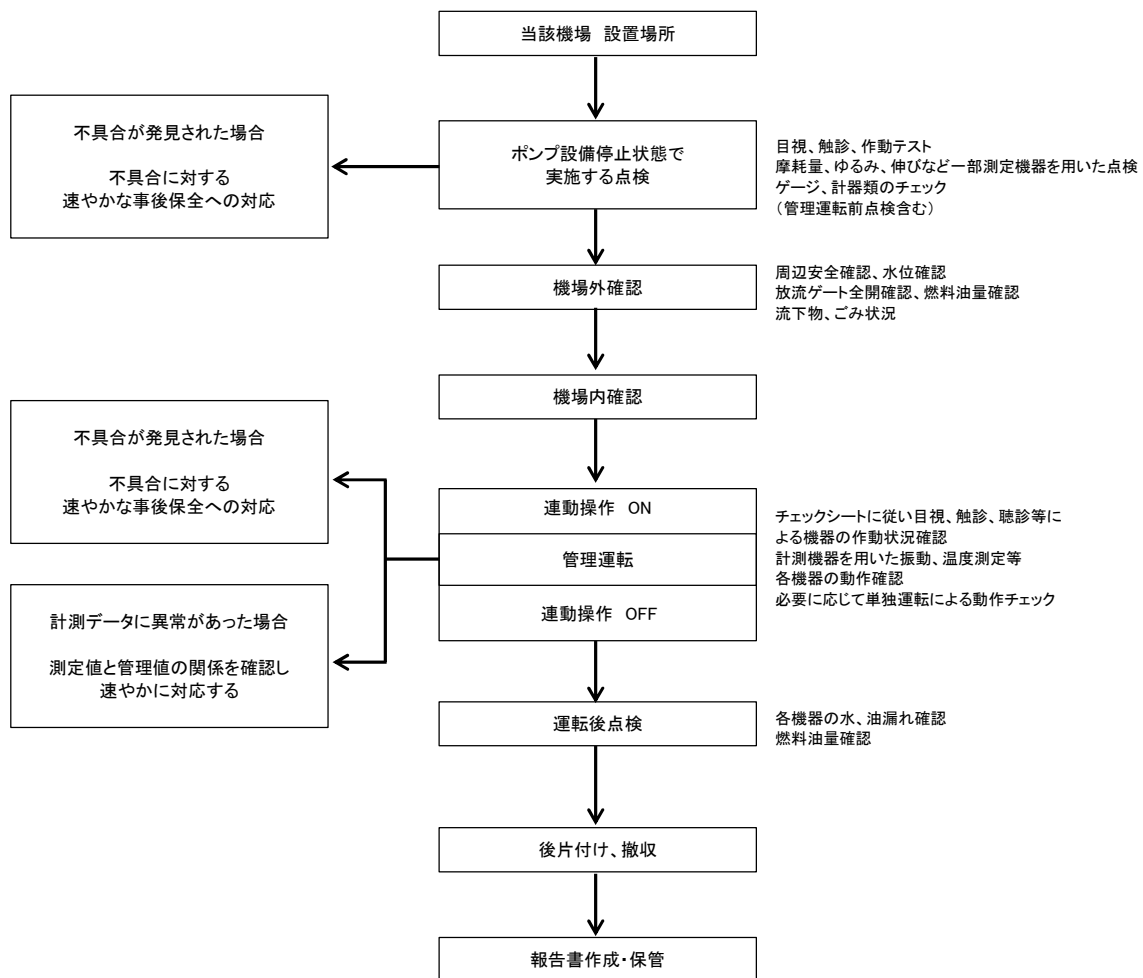 当該機場 設置場所
不具合が発見された場合
不具合に対する
速やかな事後保全への対応
ポンプ設備停止状態で
実施する点検
目視、触診、作動テスト
摩耗量、ゆるみ、伸びなど一部測定機器を用いた点検
ゲージ、計器類のチェック
(管理運転前点検含む)
機場外確認
周辺安全確認、水位確認
放流ゲート全開確認、燃料油量確認
流下物、ごみ状況
機場内確認
不具合が発見された場合
不具合に対する
速やかな事後保全への対応
連動操作 ON
管理運転
連動操作 OFF
チェックシートに従い目視、触診、聴診等に
よる機器の作動状況確認
計測機器を用いた振動、温度測定等
各機器の動作確認
必要に応じて単独運転による動作チェック
計測データに異常があった場合
測定値と管理値の関係を確認し
速やかに対応する
運転後点検
各機器の水、油漏れ確認
燃料油量確認
後片付け、撤収
報告書作成・保管